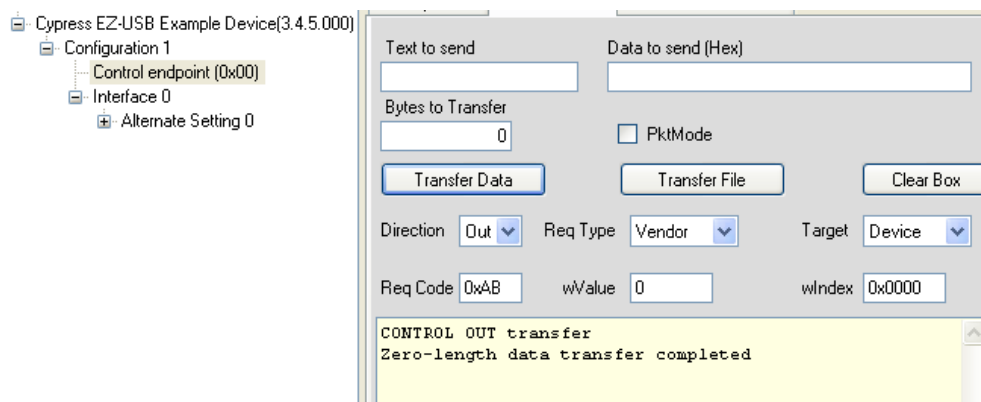 Cypress EZ-USB Example Device(3.4.5.000)
Configuration 1
Control endpoint (0x00)
Interface 0
Alternate Setting 0
Text to send
Data to send (Hex)
Bytes to Transfer
0
PktMode
Transfer Data
Transfer File
Clear Box
Direction Out Req Type Vendor Target Device
Req Code 0xAB wValue 0 wIndex 0x0000
CONTROL OUT transfer
Zero-length data transfer completed